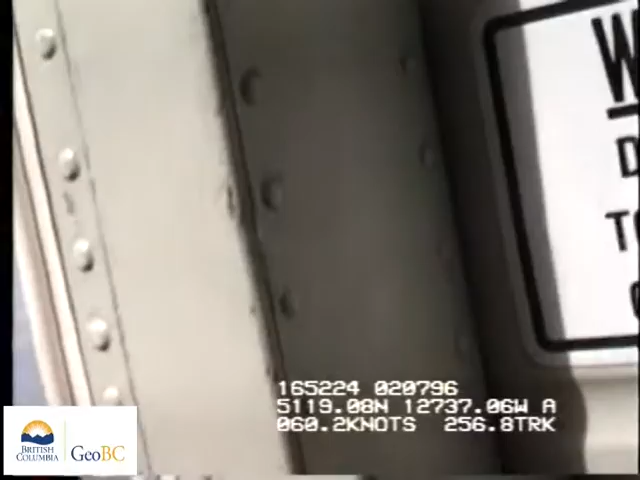 165224 020796
5119.08N 12737.06W A
060.2KNOTS 256.8TRK
BRITISH
COLUMBIA
GeoBC